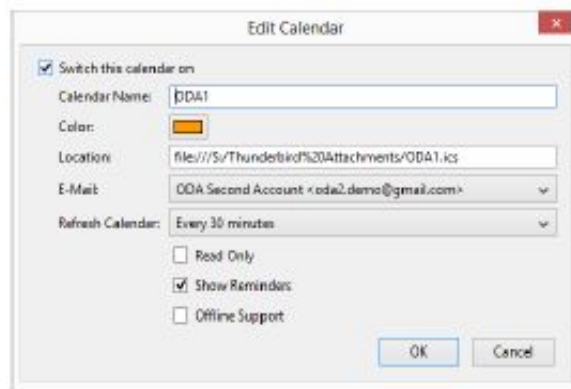 Edit Calendar
Switch this calendar on
Calendar Name: ODA1
Color:
Location: file:///S:/Thunderbird%20Attachments/ODA1.ics
E-Mail: ODA Second Account <oda2.demo@gmail.com>
Refresh Calendar: Every 30 minutes
Read Only
Show Reminders
Offline Support
OK Cancel